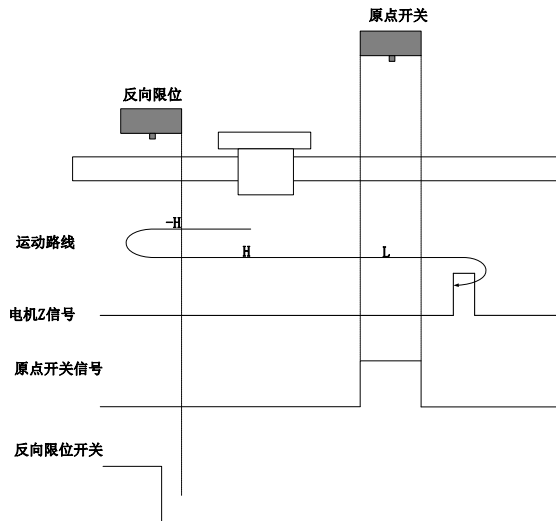 原点开关
反向限位
-H
运动路线
H
L
电机Z信号
原点开关信号
反向限位开关